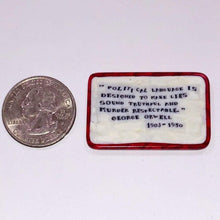 "POLITICAL LANGUAGE IS
DESIGNED TO MAKE LIES
SOUND TRUTHFUL AND
MURDER RESPECTABLE."
GEORGE ORWELL
1903-1950